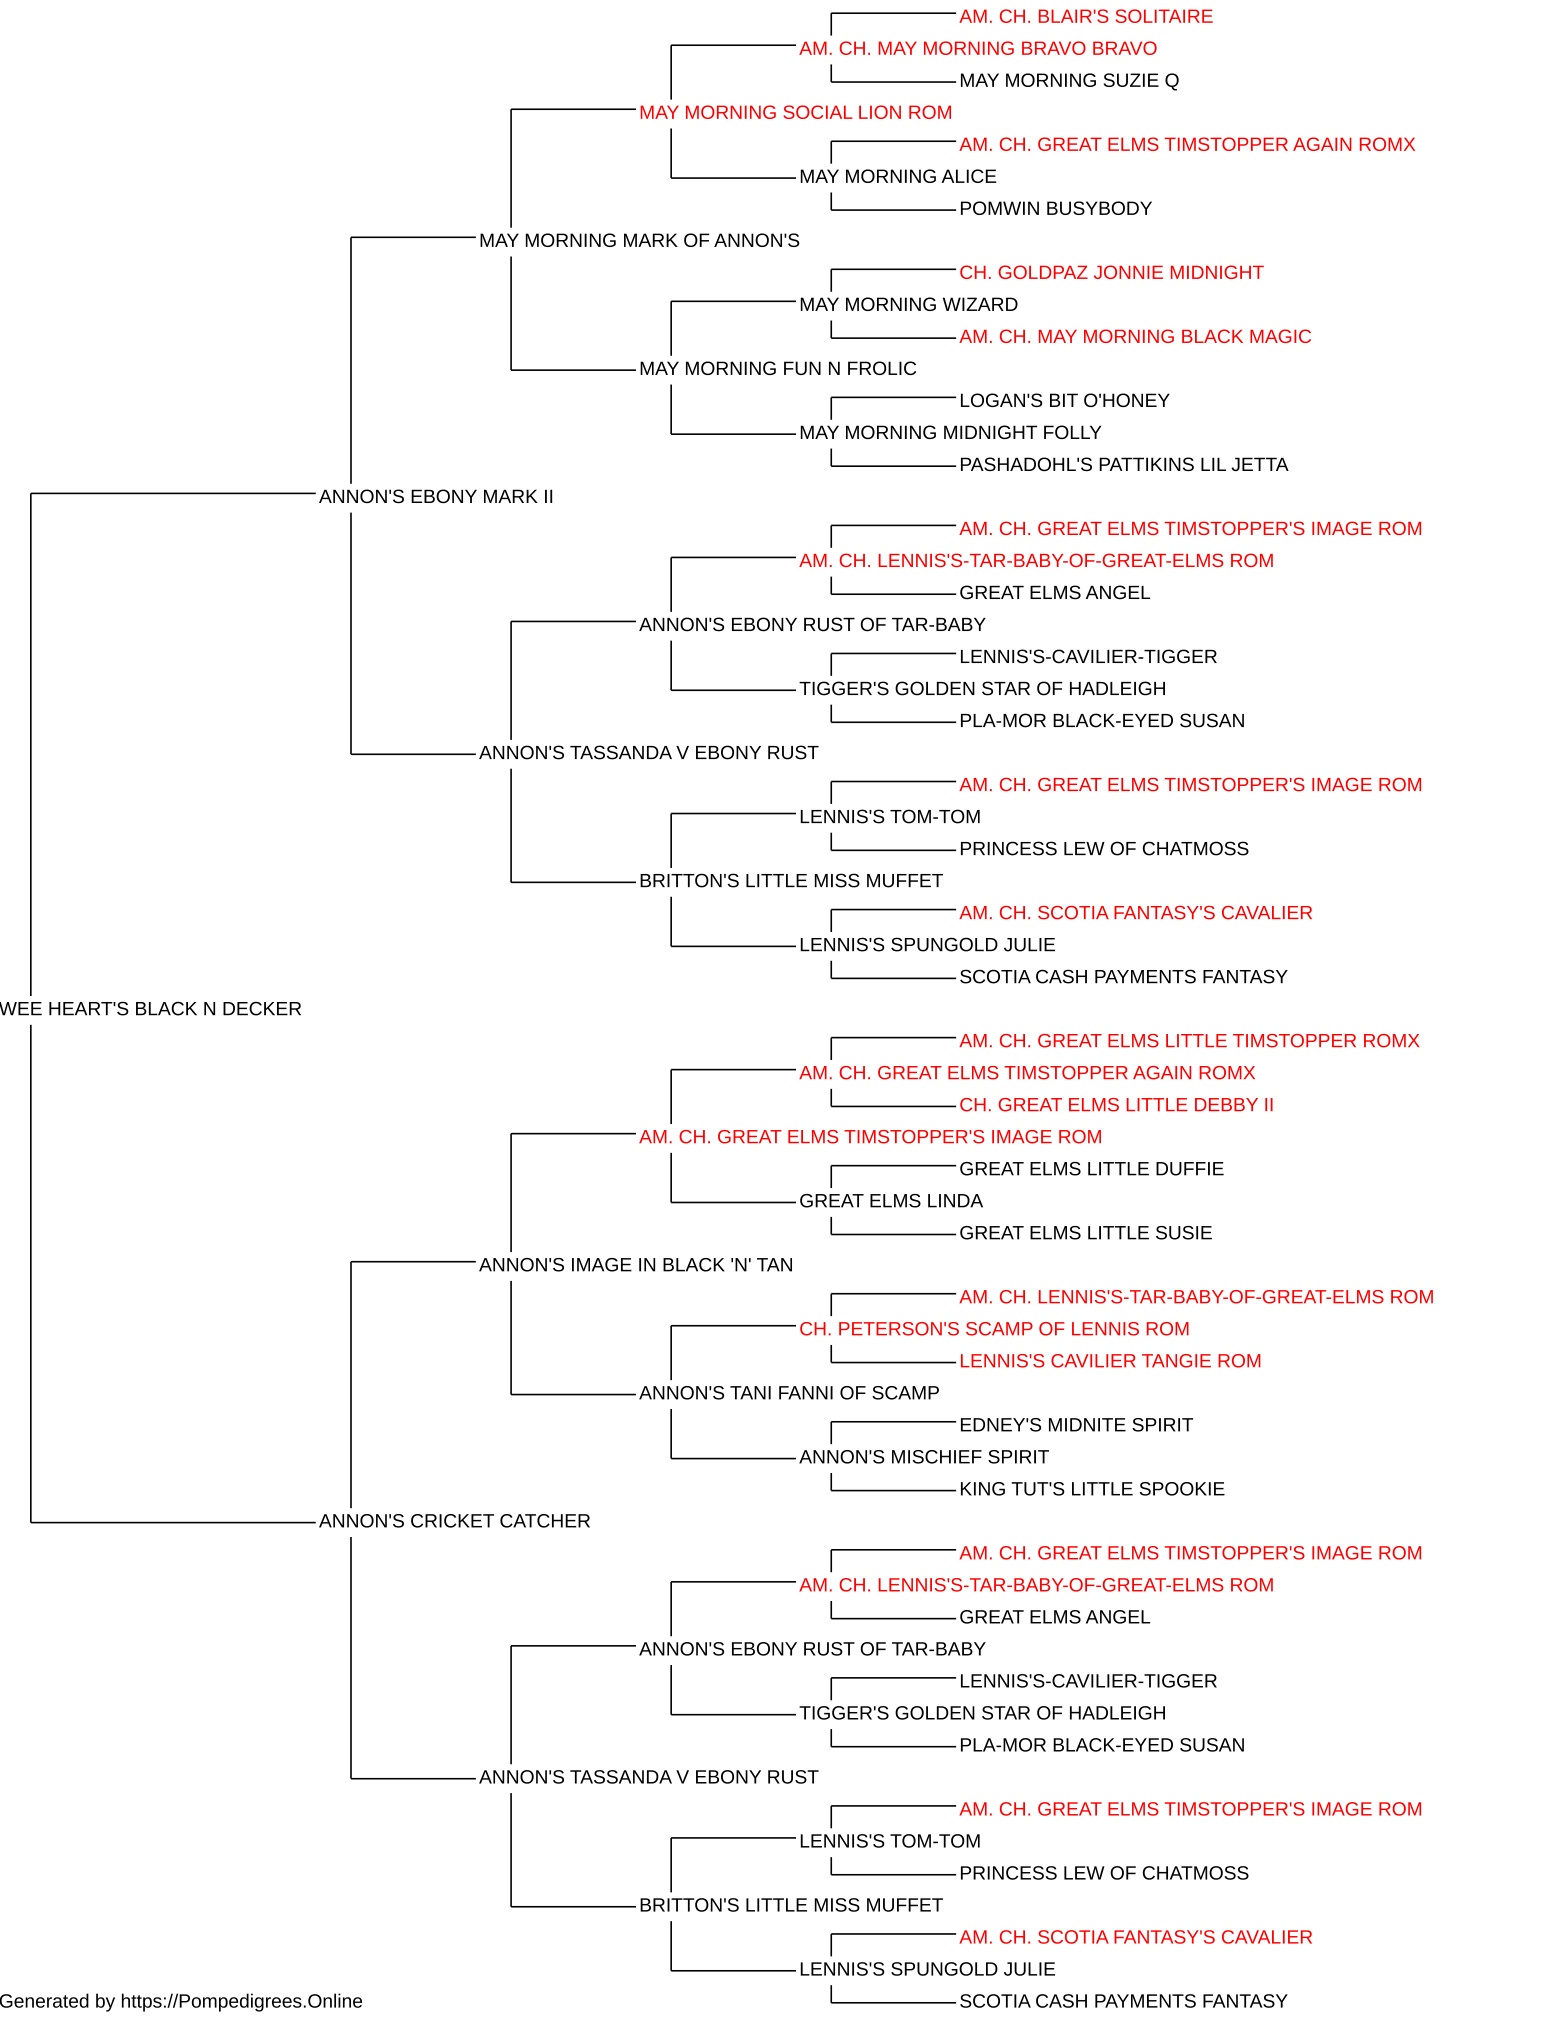 AM. CH. BLAIR'S SOLITAIRE
AM. CH. MAY MORNING BRAVO BRAVO
MAY MORNING SUZIE Q
MAY MORNING SOCIAL LION ROM
AM. CH. GREAT ELMS TIMSTOPPER AGAIN ROMX
MAY MORNING ALICE
POMWIN BUSYBODY
MAY MORNING MARK OF ANNON'S
CH. GOLDPAZ JONNIE MIDNIGHT
MAY MORNING WIZARD
AM. CH. MAY MORNING BLACK MAGIC
MAY MORNING FUN N FROLIC
LOGAN'S BIT O'HONEY
MAY MORNING MIDNIGHT FOLLY
PASHADOHL'S PATTIKINS LIL JETTA
ANNON'S EBONY MARK II
AM. CH. GREAT ELMS TIMSTOPPER'S IMAGE ROM
AM. CH. LENNIS'S-TAR-BABY-OF-GREAT-ELMS ROM
GREAT ELMS ANGEL
ANNON'S EBONY RUST OF TAR-BABY
LENNIS'S-CAVILIER-TIGGER
TIGGER'S GOLDEN STAR OF HADLEIGH
PLA-MOR BLACK-EYED SUSAN
ANNON'S TASSANDA V EBONY RUST
AM. CH. GREAT ELMS TIMSTOPPER'S IMAGE ROM
LENNIS'S TOM-TOM
PRINCESS LEW OF CHATMOSS
BRITTON'S LITTLE MISS MUFFET
AM. CH. SCOTIA FANTASY'S CAVALIER
LENNIS'S SPUNGOLD JULIE
SCOTIA CASH PAYMENTS FANTASY
WEE HEART'S BLACK N DECKER
AM. CH. GREAT ELMS LITTLE TIMSTOPPER ROMX
AM. CH. GREAT ELMS TIMSTOPPER AGAIN ROMX
CH. GREAT ELMS LITTLE DEBBY II
AM. CH. GREAT ELMS TIMSTOPPER'S IMAGE ROM
GREAT ELMS LITTLE DUFFIE
GREAT ELMS LINDA
GREAT ELMS LITTLE SUSIE
ANNON'S IMAGE IN BLACK 'N' TAN
AM. CH. LENNIS'S-TAR-BABY-OF-GREAT-ELMS ROM
CH. PETERSON'S SCAMP OF LENNIS ROM
LENNIS'S CAVILIER TANGIE ROM
ANNON'S TANI FANNI OF SCAMP
EDNEY'S MIDNITE SPIRIT
ANNON'S MISCHIEF SPIRIT
KING TUT'S LITTLE SPOOKIE
ANNON'S CRICKET CATCHER
AM. CH. GREAT ELMS TIMSTOPPER'S IMAGE ROM
AM. CH. LENNIS'S-TAR-BABY-OF-GREAT-ELMS ROM
GREAT ELMS ANGEL
ANNON'S EBONY RUST OF TAR-BABY
LENNIS'S-CAVILIER-TIGGER
TIGGER'S GOLDEN STAR OF HADLEIGH
PLA-MOR BLACK-EYED SUSAN
ANNON'S TASSANDA V EBONY RUST
AM. CH. GREAT ELMS TIMSTOPPER'S IMAGE ROM
LENNIS'S TOM-TOM
PRINCESS LEW OF CHATMOSS
BRITTON'S LITTLE MISS MUFFET
AM. CH. SCOTIA FANTASY'S CAVALIER
LENNIS'S SPUNGOLD JULIE
SCOTIA CASH PAYMENTS FANTASY
Generated by https://Pompedigrees.Online